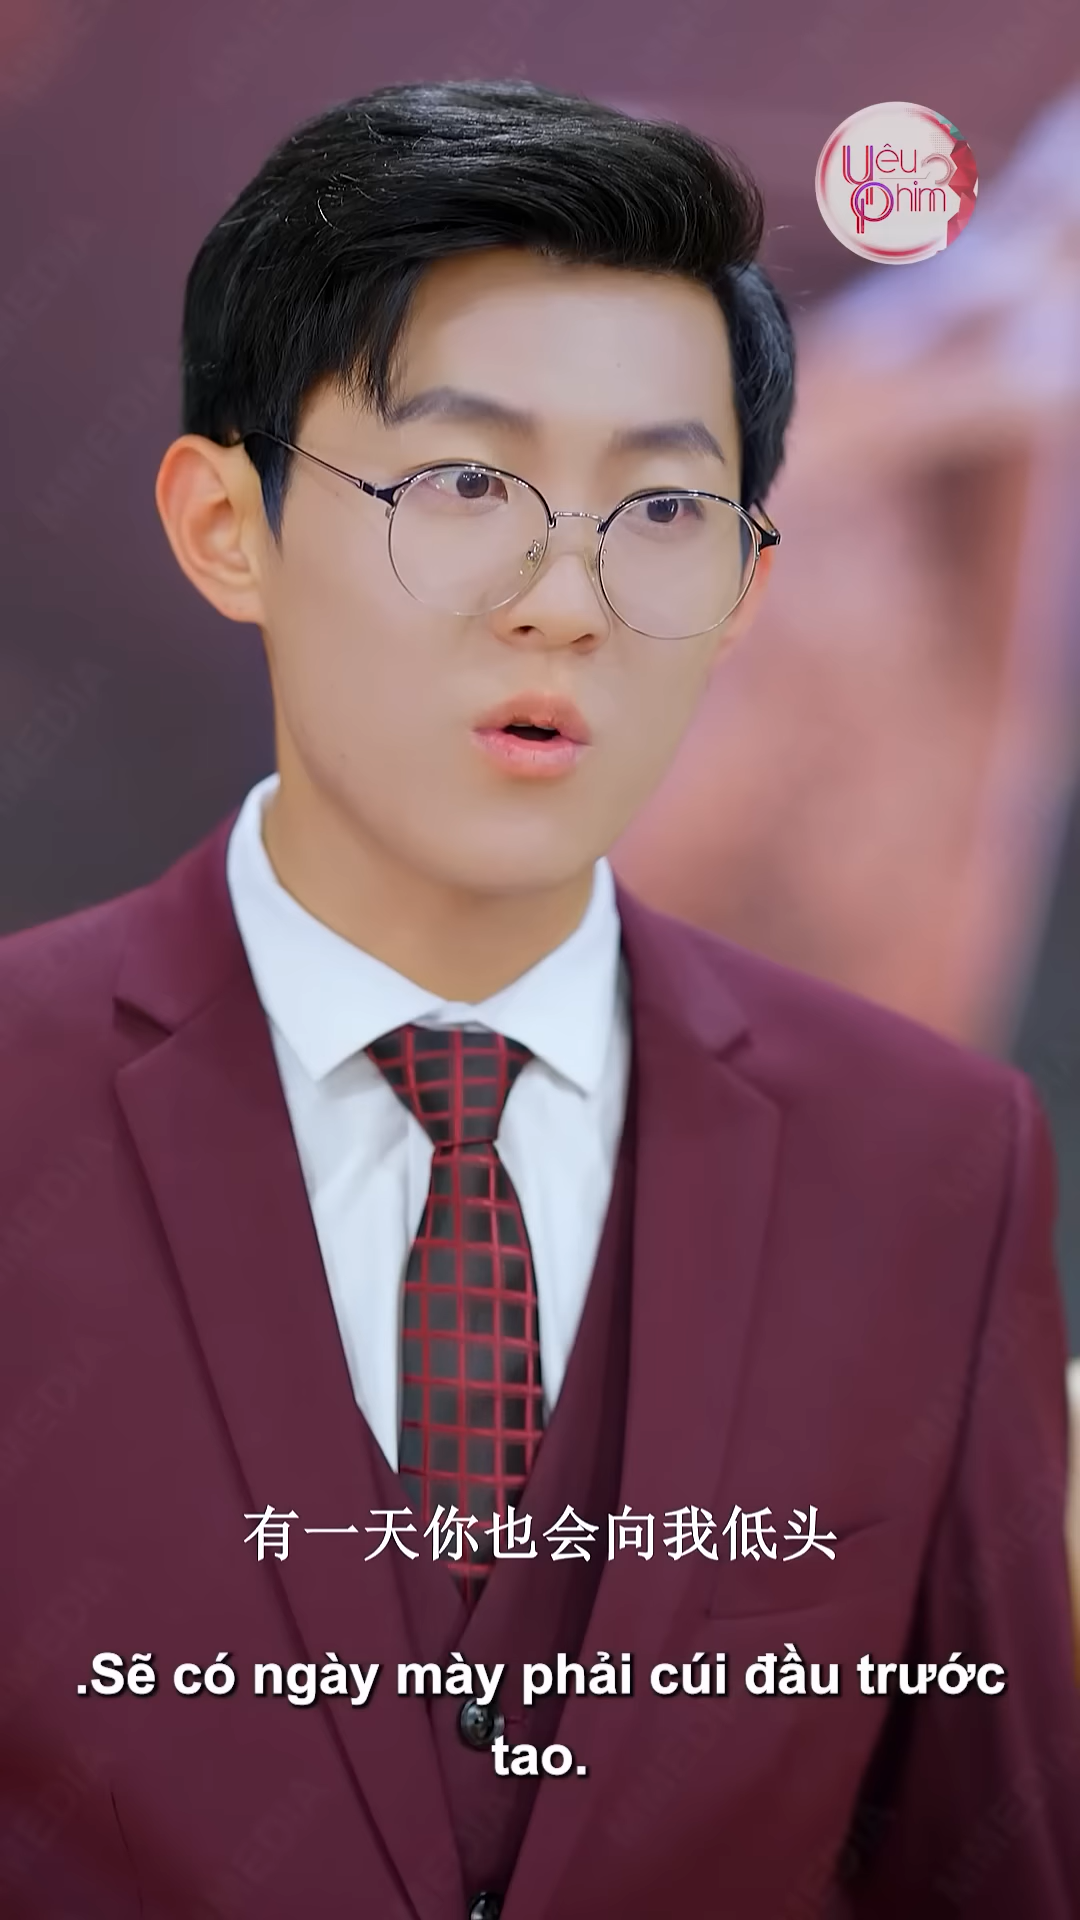 Yêu
Phim
有一天你也会向我低头
.Sẽ có ngày mày phải cúi đầu trước
tao.
MMEDIA